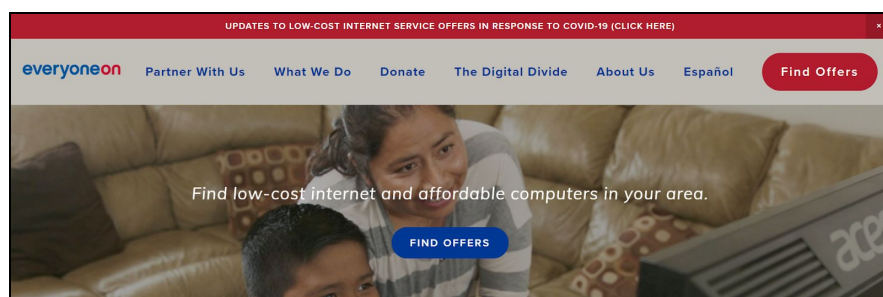 UPDATES TO LOW-COST INTERNET SERVICE OFFERS IN RESPONSE TO COVID-19 (CLICK HERE)
×
everyoneon Partner With Us What We Do Donate The Digital Divide About Us Español Find Offers
Find low-cost internet and affordable computers in your area.
FIND OFFERS
acer